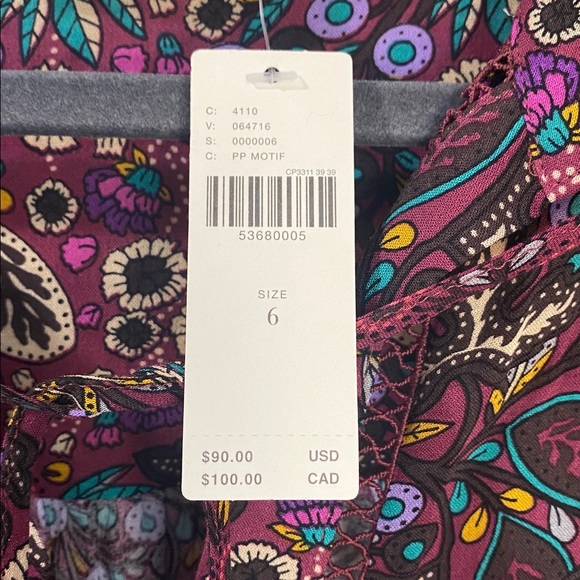 C: 4110
V: 064716
S: 0000006
C: PP MOTIF
CP3311 39 39
53680005
SIZE
6
$90.00 USD
$100.00 CAD